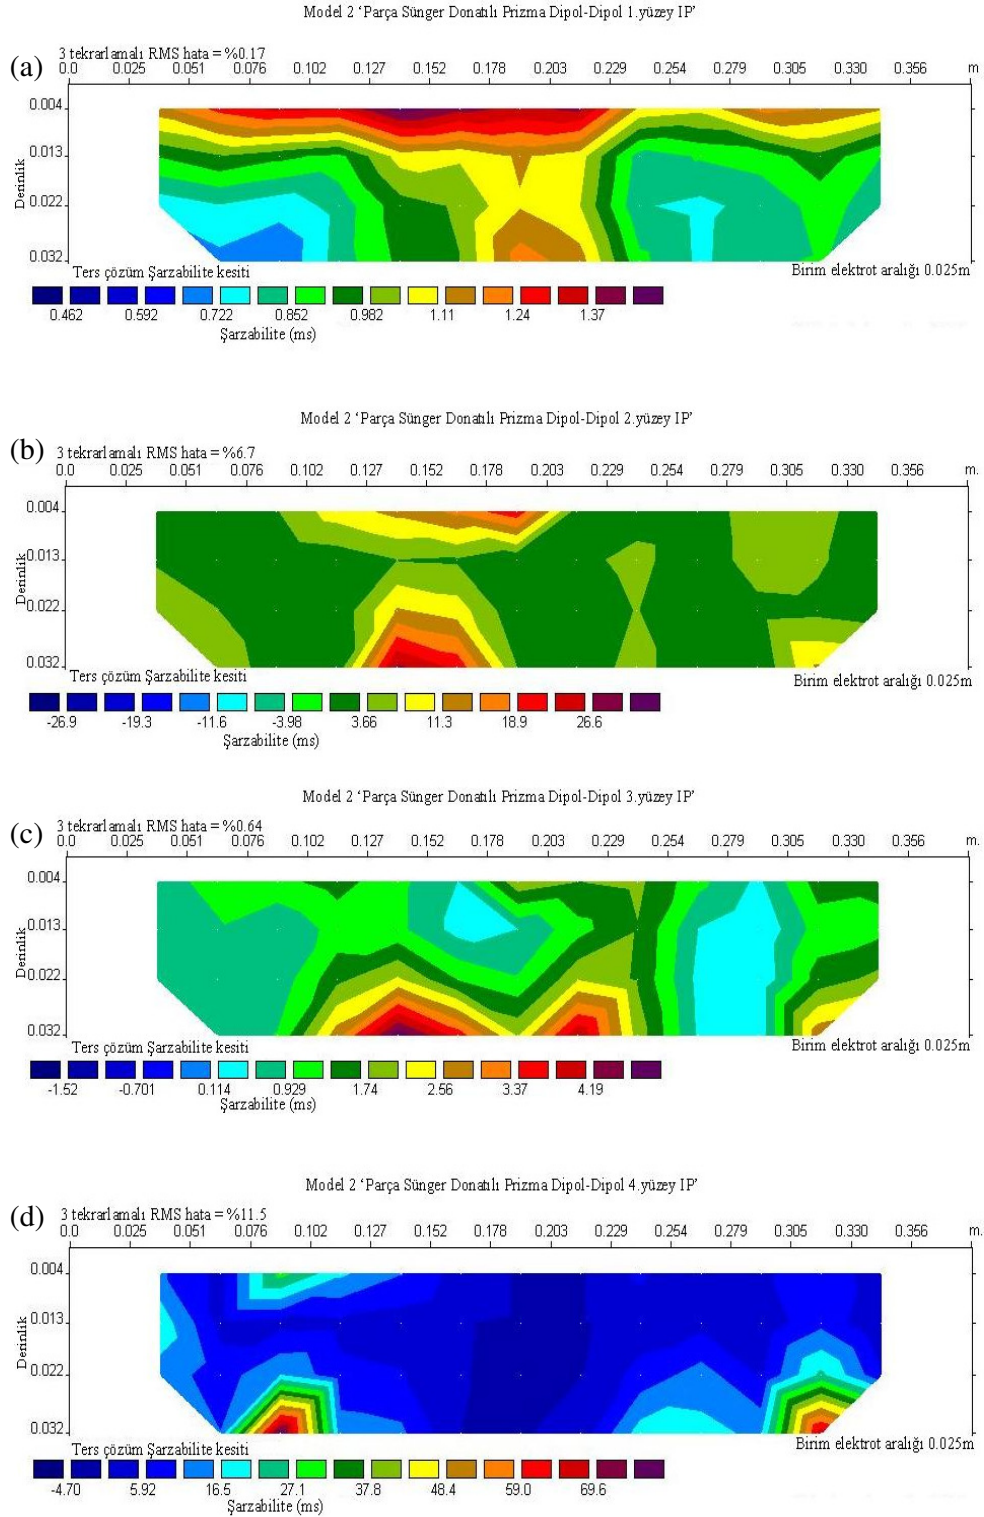 Model 2 ‘Parça Sünger Donatılı Prizma Dipol-Dipol 1.yüzey IP’
(a) 3 tekrarlamalı RMS hata = %0.17
0.0 0.025 0.051 0.076 0.102 0.127 0.152 0.178 0.203 0.229 0.254 0.279 0.305 0.330 0.356 m
0.004
0.013
0.022
0.032
Derinlik
Ters çözüm Şarzabilite kesiti
Birim elektrot aralığı 0.025m
0.462 0.592 0.722 0.852 0.982 1.11 1.24 1.37
Şarzabilite (ms)
Model 2 ‘Parça Sünger Donatılı Prizma Dipol-Dipol 2.yüzey IP’
(b) 3 tekrarlamalı RMS hata = %6.7
0.0 0.025 0.051 0.076 0.102 0.127 0.152 0.178 0.203 0.229 0.254 0.279 0.305 0.330 0.356 m.
0.004
0.013
0.022
0.032
Derinlik
Ters çözüm Şarzabilite kesiti
Birim elektrot aralığı 0.025m
-26.9 -19.3 -11.6 -3.98 3.66 11.3 18.9 26.6
Şarzabilite (ms)
Model 2 ‘Parça Sünger Donatılı Prizma Dipol-Dipol 3.yüzey IP’
(c) 3 tekrarlamalı RMS hata = %0.64
0.0 0.025 0.051 0.076 0.102 0.127 0.152 0.178 0.203 0.229 0.254 0.279 0.305 0.330 0.356 m.
0.004
0.013
0.022
0.032
Derinlik
Ters çözüm Şarzabilite kesiti
Birim elektrot aralığı 0.025m
-1.52 -0.701 0.114 0.929 1.74 2.56 3.37 4.19
Şarzabilite (ms)
Model 2 ‘Parça Sünger Donatılı Prizma Dipol-Dipol 4.yüzey IP’
(d) 3 tekrarlamalı RMS hata = %11.5
0.0 0.025 0.051 0.076 0.102 0.127 0.152 0.178 0.203 0.229 0.254 0.279 0.305 0.330 0.356 m.
0.004
0.013
0.022
0.032
Derinlik
Ters çözüm Şarzabilite kesiti
Birim elektrot aralığı 0.025m
-4.70 5.92 16.5 27.1 37.8 48.4 59.0 69.6
Şarzabilite (ms)